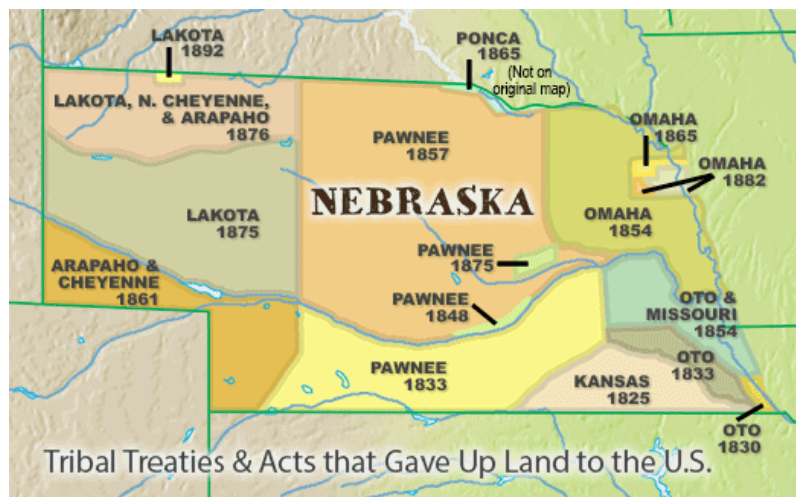 LAKOTA
1892
PONCA
1865
(Not on
original map)
LAKOTA, N. CHEYENNE,
& ARAPAHO
1876
PAWNEE
1857
OMAHA
1865
OMAHA
1882
NEBRASKA
LAKOTA
1875
OMAHA
1854
PAWNEE
1875
ARAPAHO &
CHEYENNE
1861
PAWNEE
1848
OTO &
MISSOURI
1854
PAWNEE
1833
OTO
1833
KANSAS
1825
OTO
1830
Tribal Treaties & Acts that Gave Up Land to the U.S.